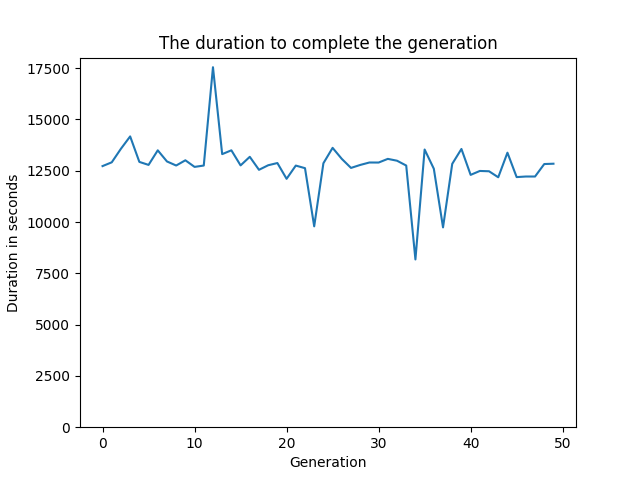 The duration to complete the generation
17500
15000
12500
10000
7500
5000
2500
0
Duration in seconds
0 10 20 30 40 50
Generation